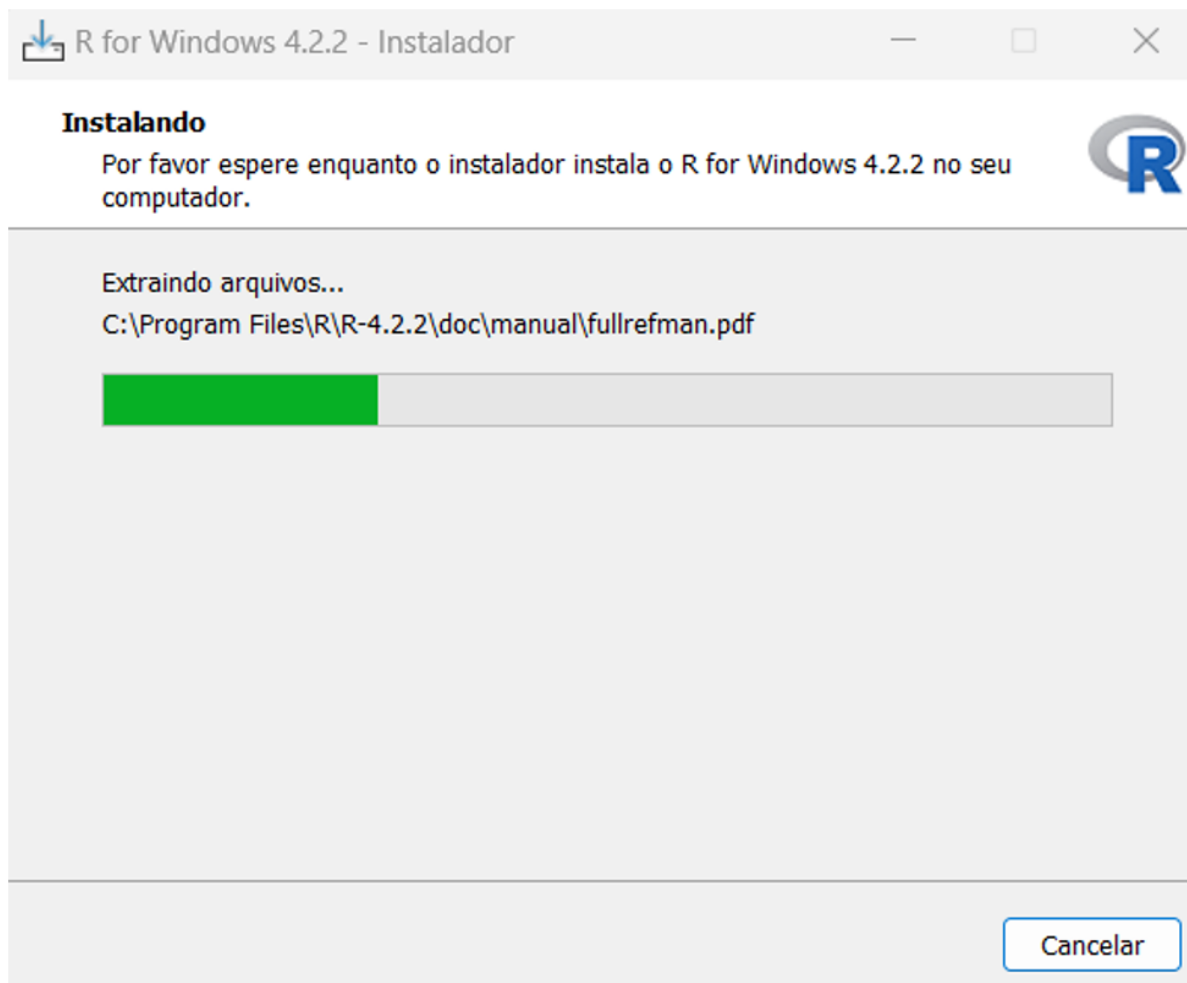 R for Windows 4.2.2 - Instalador
Instalando
Por favor espere enquanto o instalador instala o R for Windows 4.2.2 no seu
computador.
R
Extraindo arquivos...
C:\Program Files\R\R-4.2.2\doc\manual\fullrefman.pdf
Cancelar